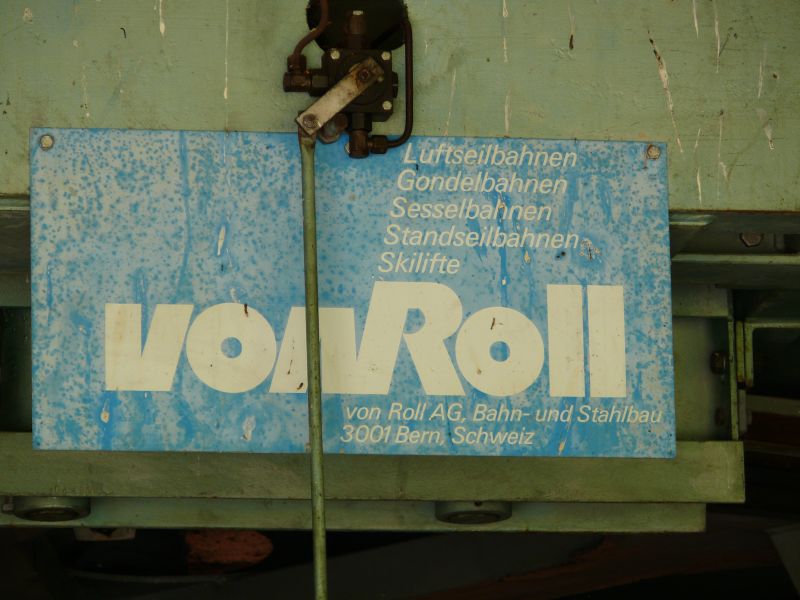 Luftseilbahnen
Gondelbahnen
Sesselbahnen
Standseilbahnen
Skilifte
vonRoll
von Roll AG, Bahn- und Stahlbau
3001 Bern, Schweiz